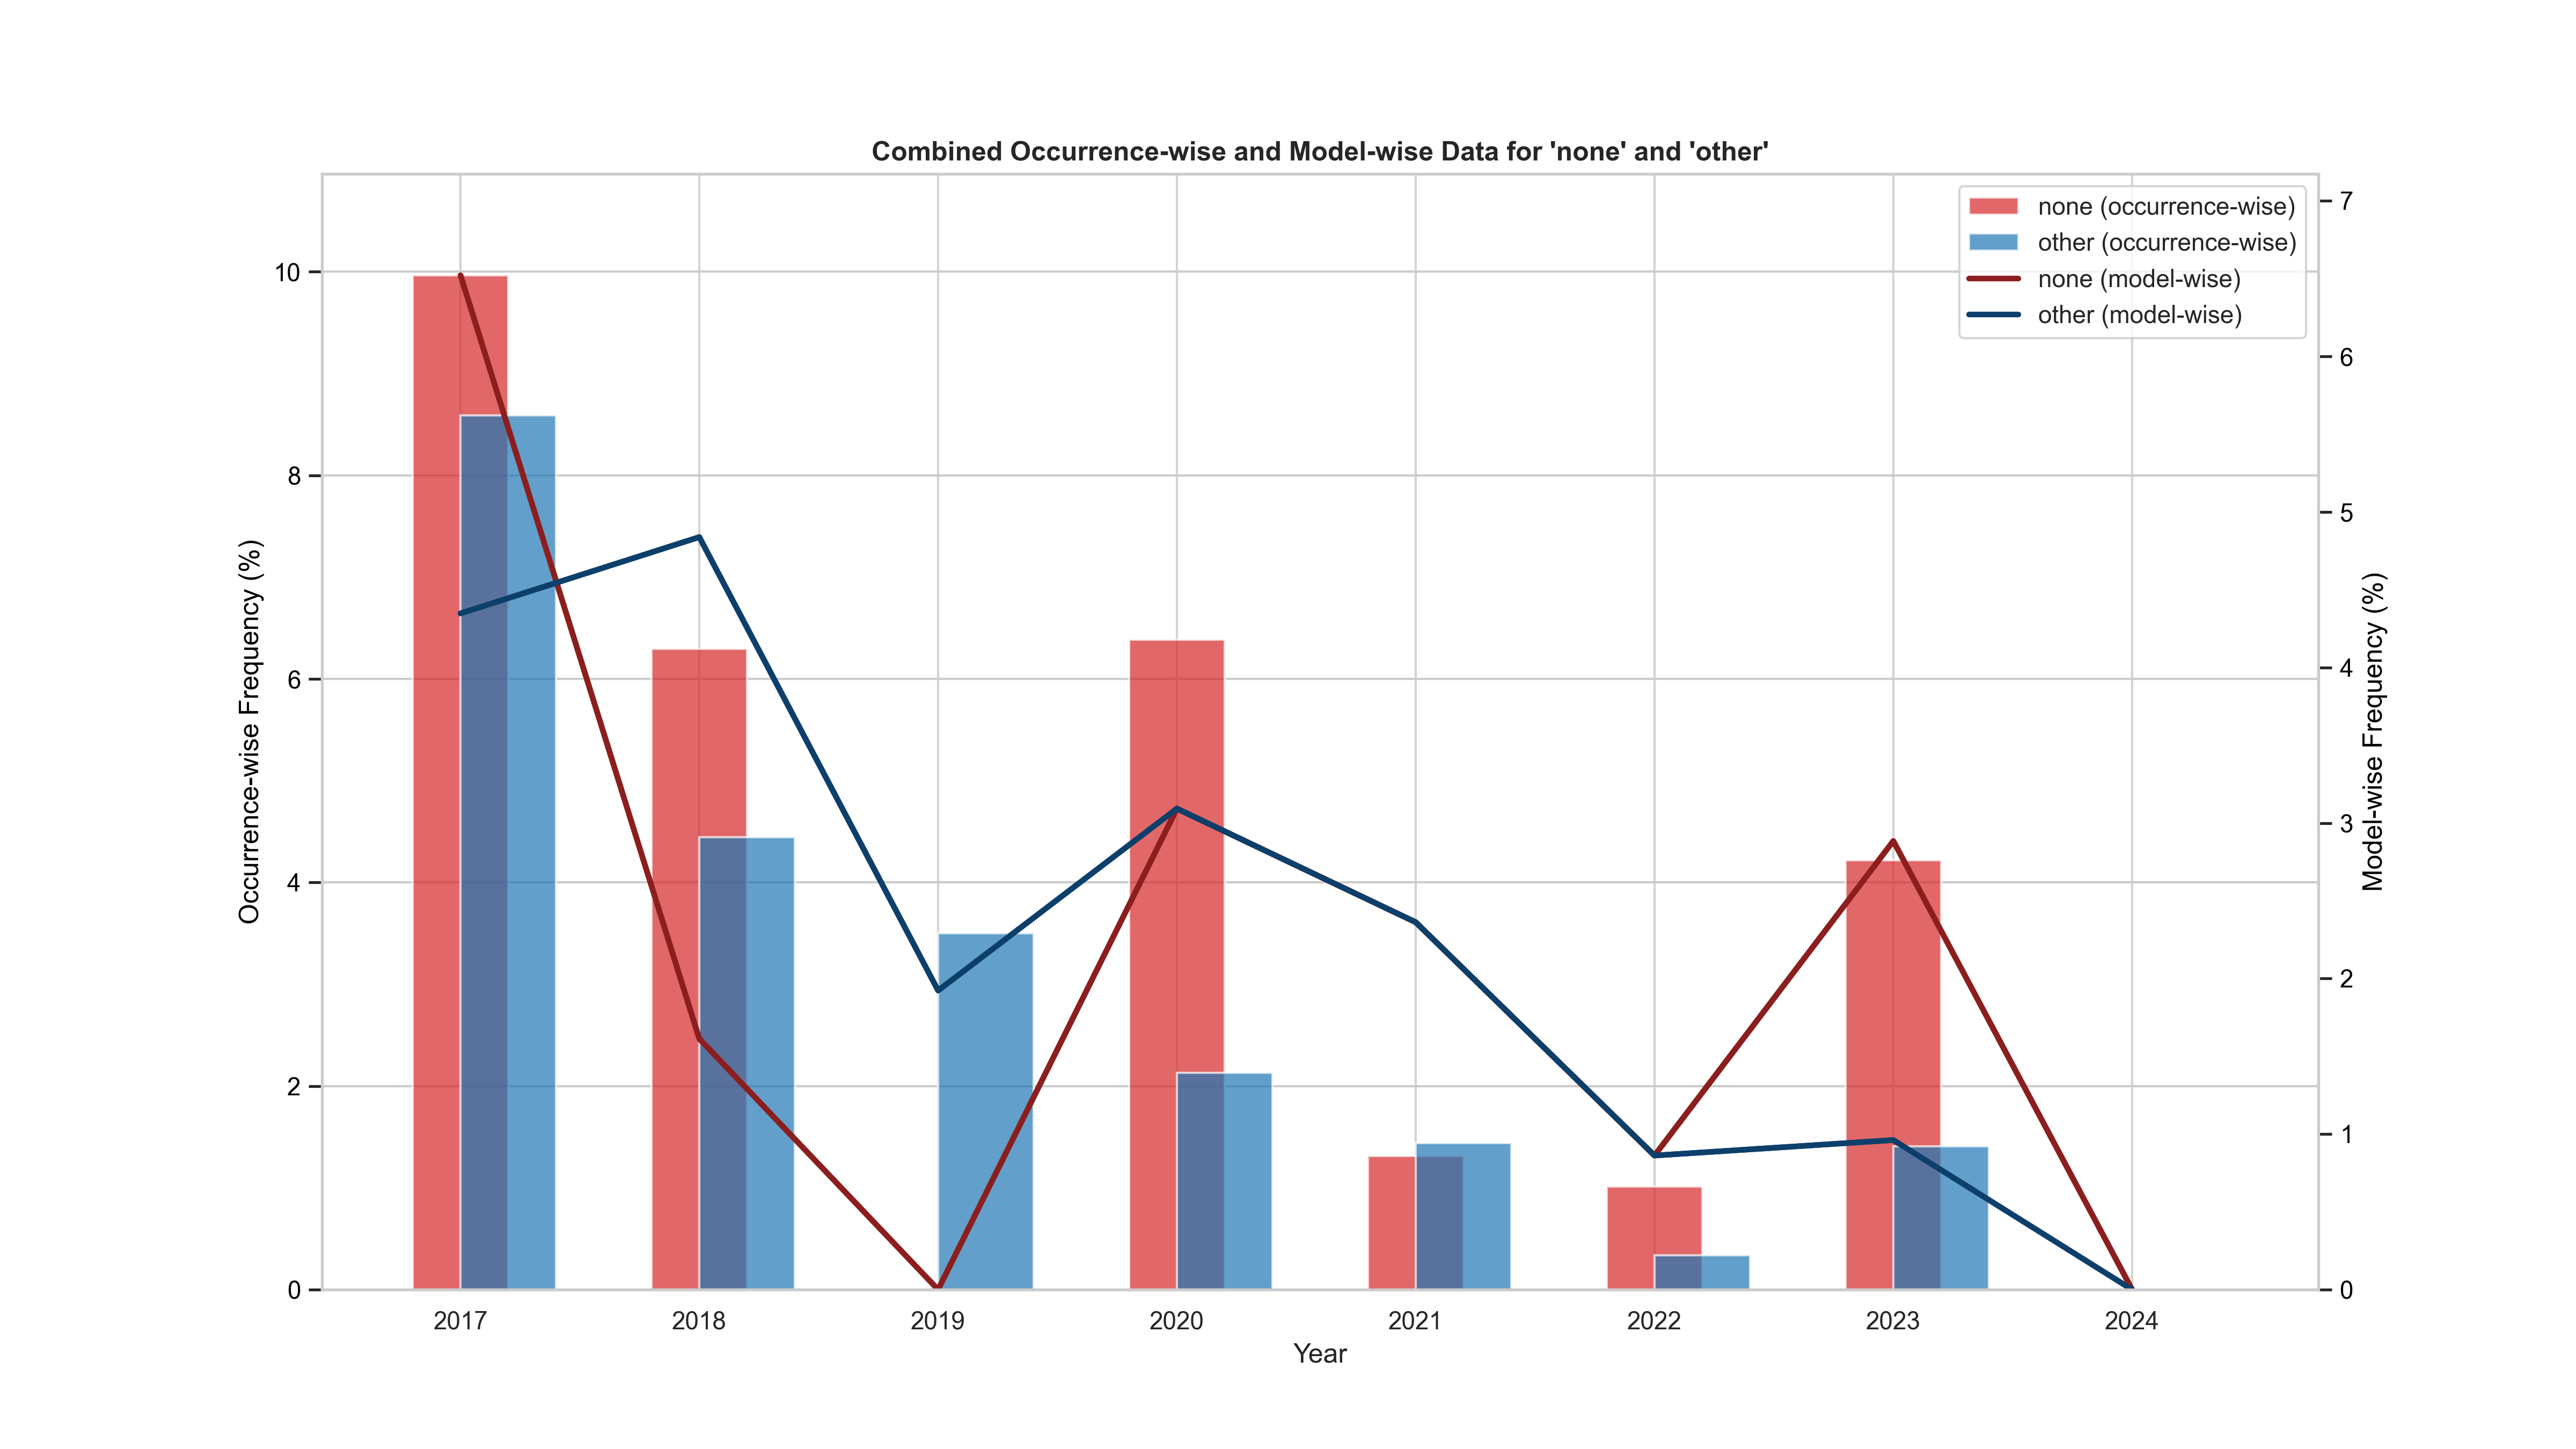 Combined Occurrence-wise and Model-wise Data for 'none' and 'other'
none (occurrence-wise)
other (occurrence-wise)
none (model-wise)
other (model-wise)
Occurrence-wise Frequency (%)
10
8
6
4
2
0
Model-wise Frequency (%)
7
6
5
4
3
2
1
0
2017 2018 2019 2020 2021 2022 2023 2024
Year